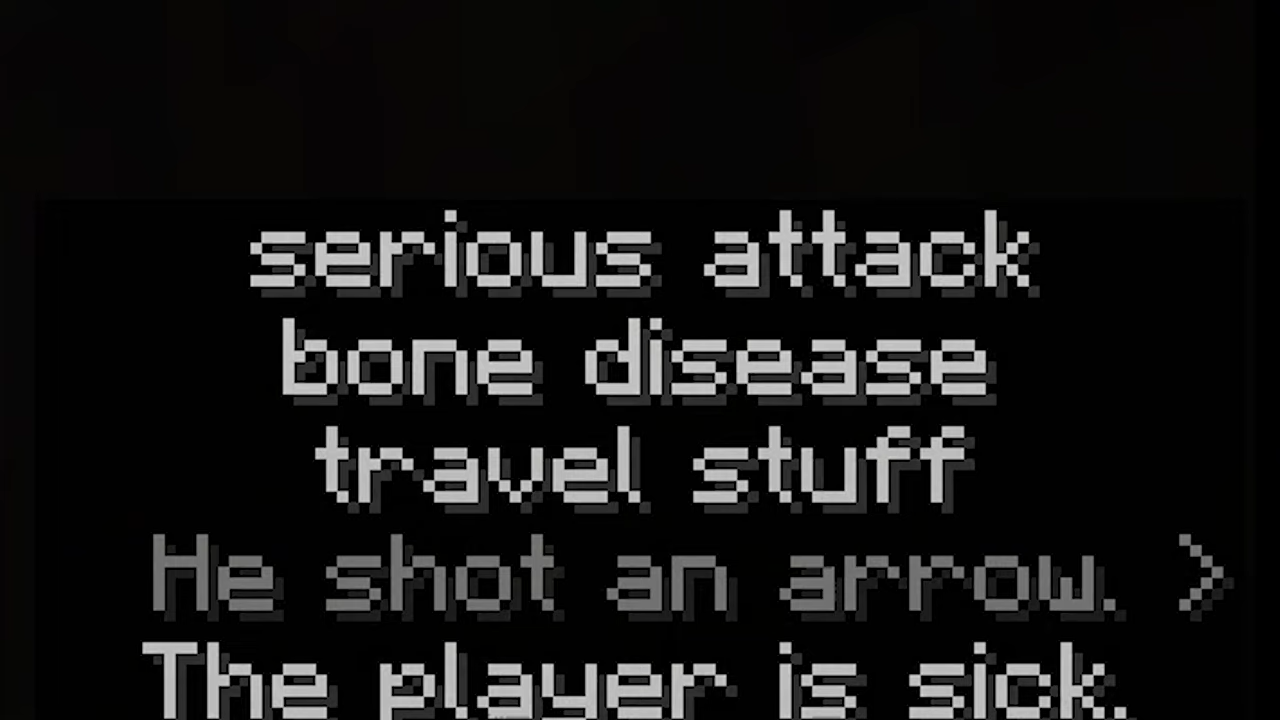 serious attack
bone disease
travel stuff
He shot an arrow. >
The player is sick.